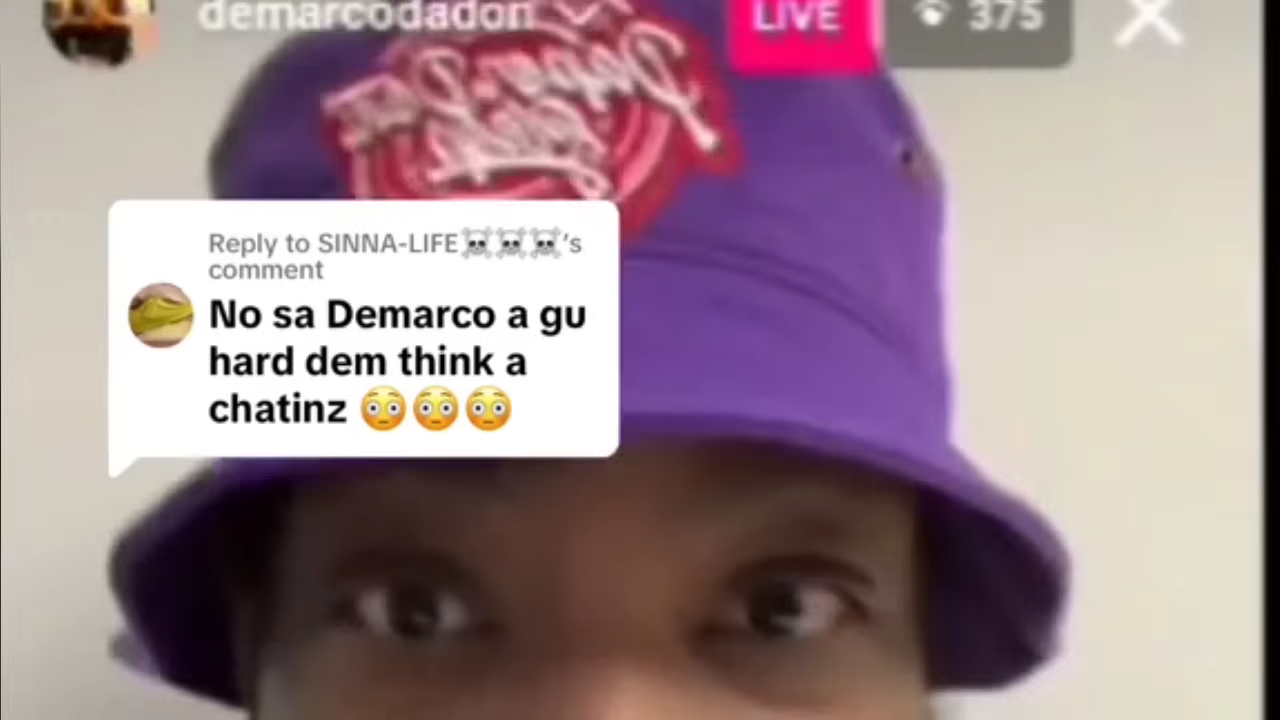 demarcodadon
LIVE
375
Reply to SINNA-LIFE☠️☠️☠️’s
comment
No sa Demarco a gu
hard dem think a
chatinz 😳😳😳